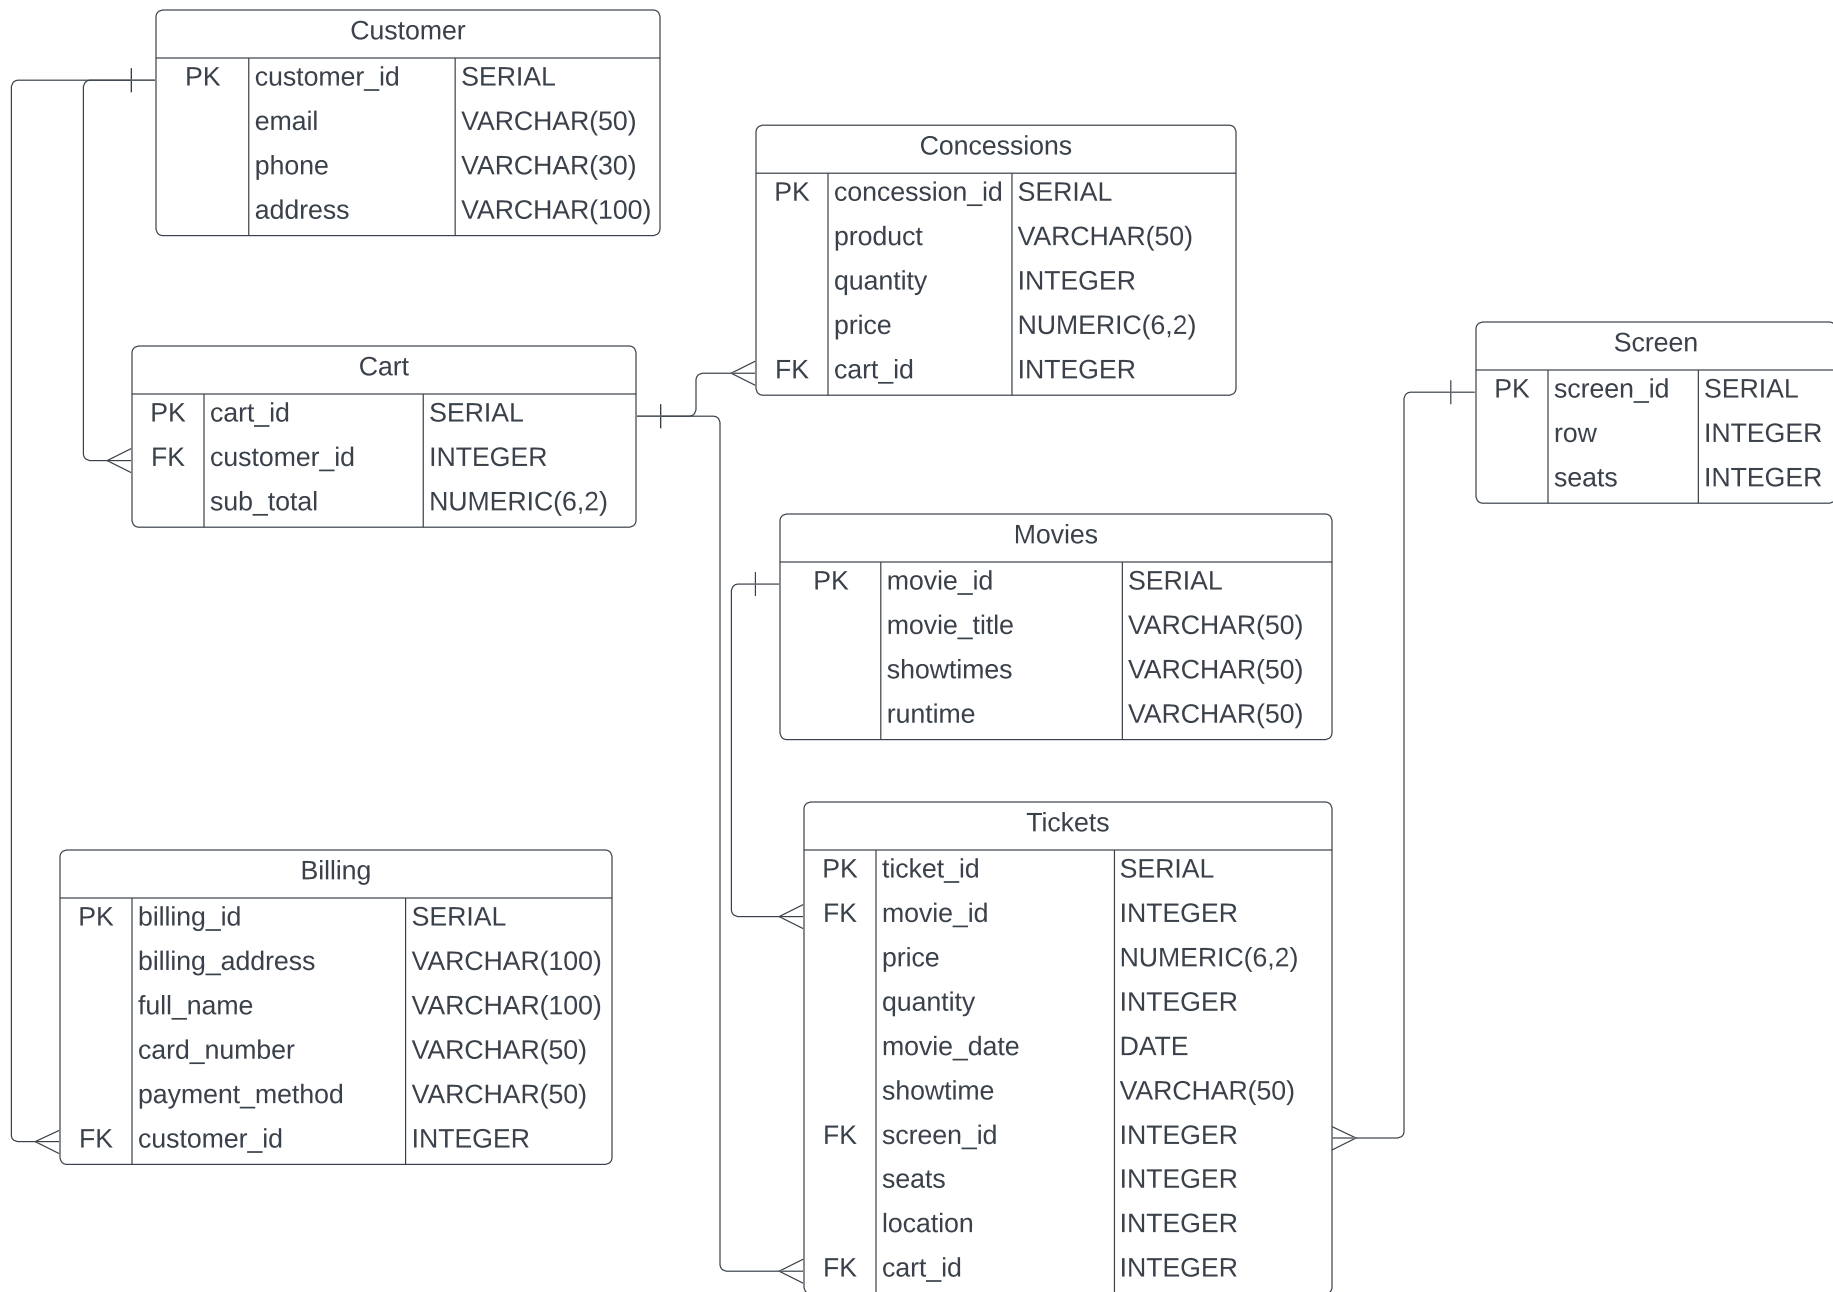 Customer
PK customer_id SERIAL
email VARCHAR(50)
phone VARCHAR(30)
address VARCHAR(100)
Concessions
PK concession_id SERIAL
product VARCHAR(50)
quantity INTEGER
price NUMERIC(6,2)
FK cart_id INTEGER
Screen
PK screen_id SERIAL
row INTEGER
seats INTEGER
Cart
PK cart_id SERIAL
FK customer_id INTEGER
sub_total NUMERIC(6,2)
Movies
PK movie_id SERIAL
movie_title VARCHAR(50)
showtimes VARCHAR(50)
runtime VARCHAR(50)
Billing
PK billing_id SERIAL
billing_address VARCHAR(100)
full_name VARCHAR(100)
card_number VARCHAR(50)
payment_method VARCHAR(50)
FK customer_id INTEGER
Tickets
PK ticket_id SERIAL
FK movie_id INTEGER
price NUMERIC(6,2)
quantity INTEGER
movie_date DATE
showtime VARCHAR(50)
FK screen_id INTEGER
seats INTEGER
location INTEGER
FK cart_id INTEGER